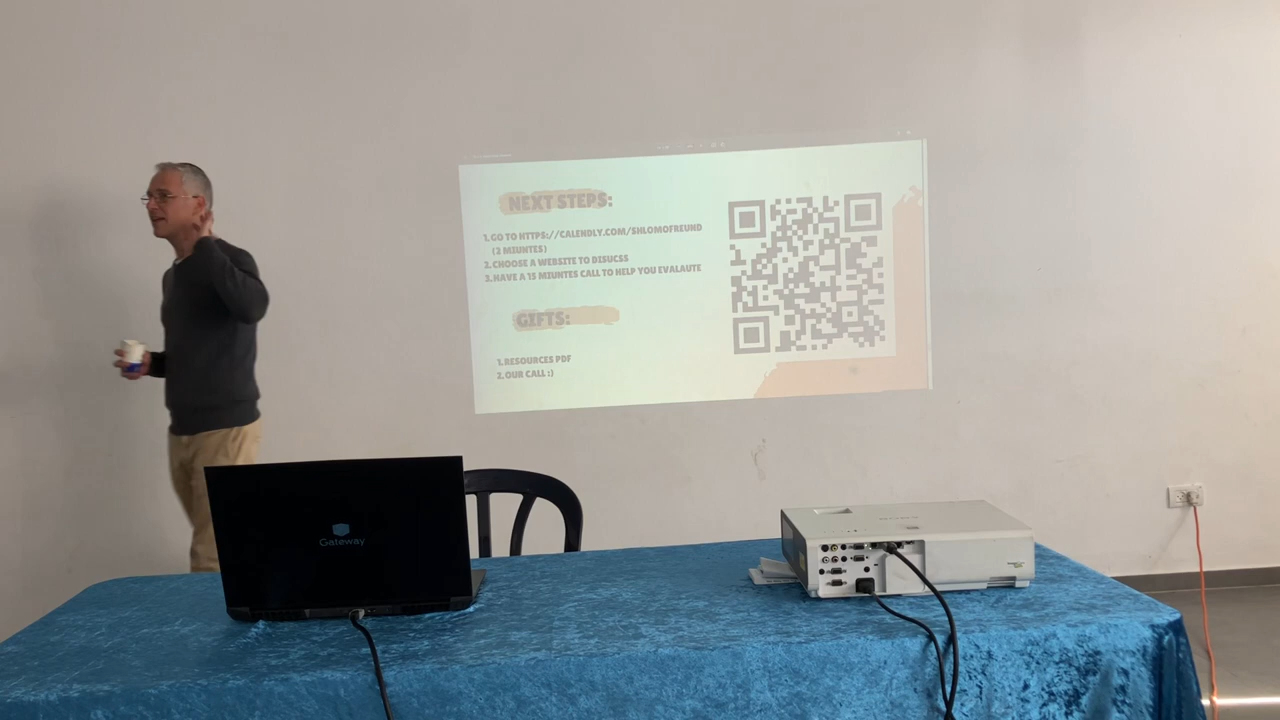 NEXT STEPS:
1. GO TO HTTPS://CALENDLY.COM/SHLOMOFREUND
(2 MIUNTES)
2. CHOOSE A WEBSITE TO DISUCSS
3. HAVE A 15 MIUNTES CALL TO HELP YOU EVALAUTE
GIFTS:
1. RESOURCES PDF
2. OUR CALL :)
Gateway